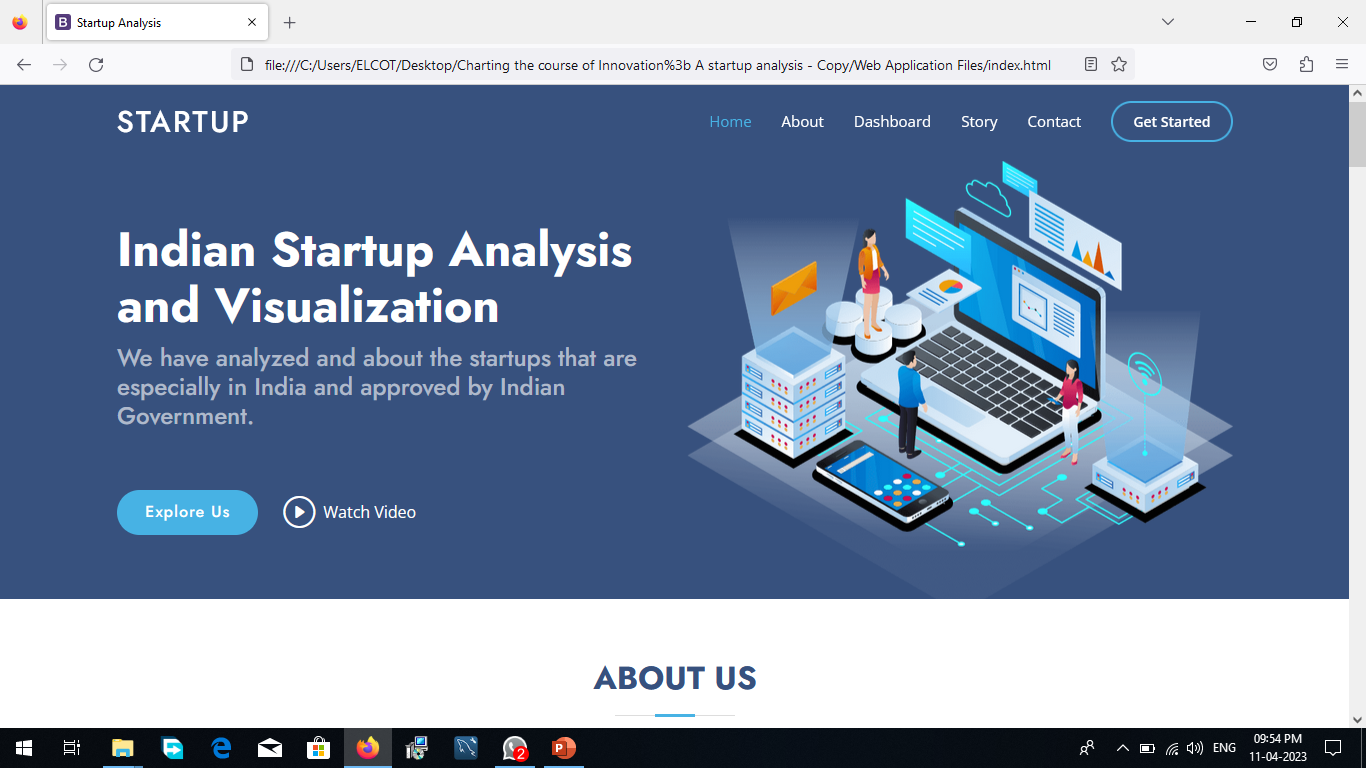 Startup Analysis
file:///C:/Users/ELCOT/Desktop/Charting the course of Innovation%3b A startup analysis - Copy/Web Application Files/index.html
STARTUP
Home
About
Dashboard
Story
Contact
Get Started
Indian Startup Analysis
and Visualization
We have analyzed and about the startups that are
especially in India and approved by Indian
Government.
Explore Us
Watch Video
ABOUT US
2
ENG
09:54 PM
11-04-2023